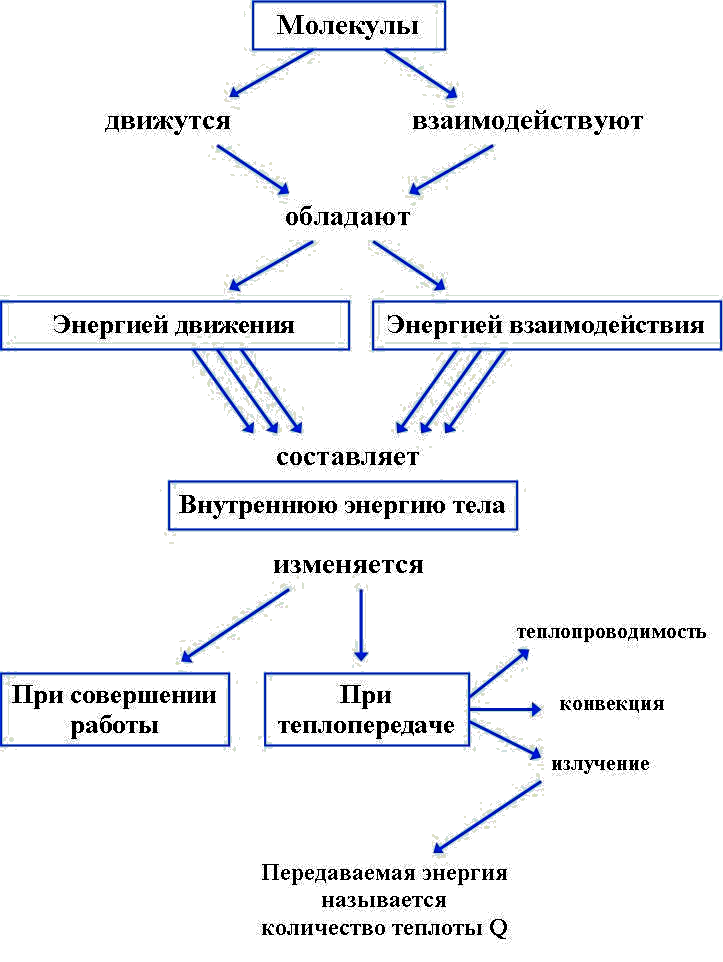 Молекулы
движутся
взаимодействуют
обладают
Энергией движения
Энергией взаимодействия
составляет
Внутреннюю энергию тела
изменяется
При совершении
работы
При
теплопередаче
теплопроводимость
конвекция
излучение
Передаваемая энергия
называется
количество теплоты Q